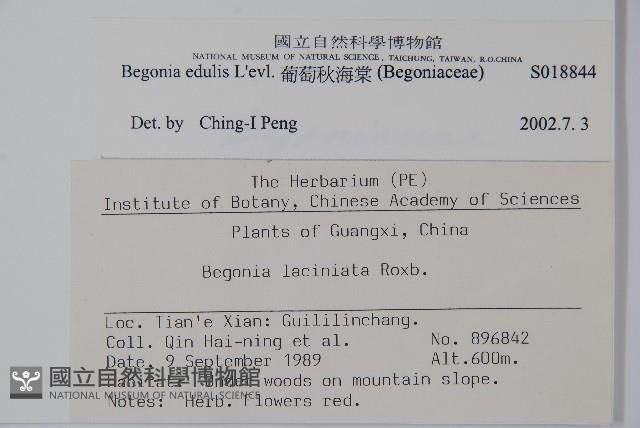 國立自然科學博物館
NATIONAL MUSEUM OF NATURAL SCIENCE, TAICHUNG, TAIWAN, R.O.CHINA
Begonia edulis L'evl. 葡萄秋海棠 (Begoniaceae) S018844
Det. by Ching-I Peng 2002.7. 3
The Herbarium (PE)
Institute of Botany, Chinese Academy of Sciences
Plants of Guangxi, China
Begonia laciniata Roxb.
Loc. Tian'e Xian: Guililinchang.
Coll. Qin Hai-ning et al. No. 896842
Date. 9 September 1989 Alt.600m.
Habitat: Under woods on mountain slope.
Notes: Herb. Flowers red.
國立自然科學博物館
NATIONAL MUSEUM OF NATURAL SCIENCE